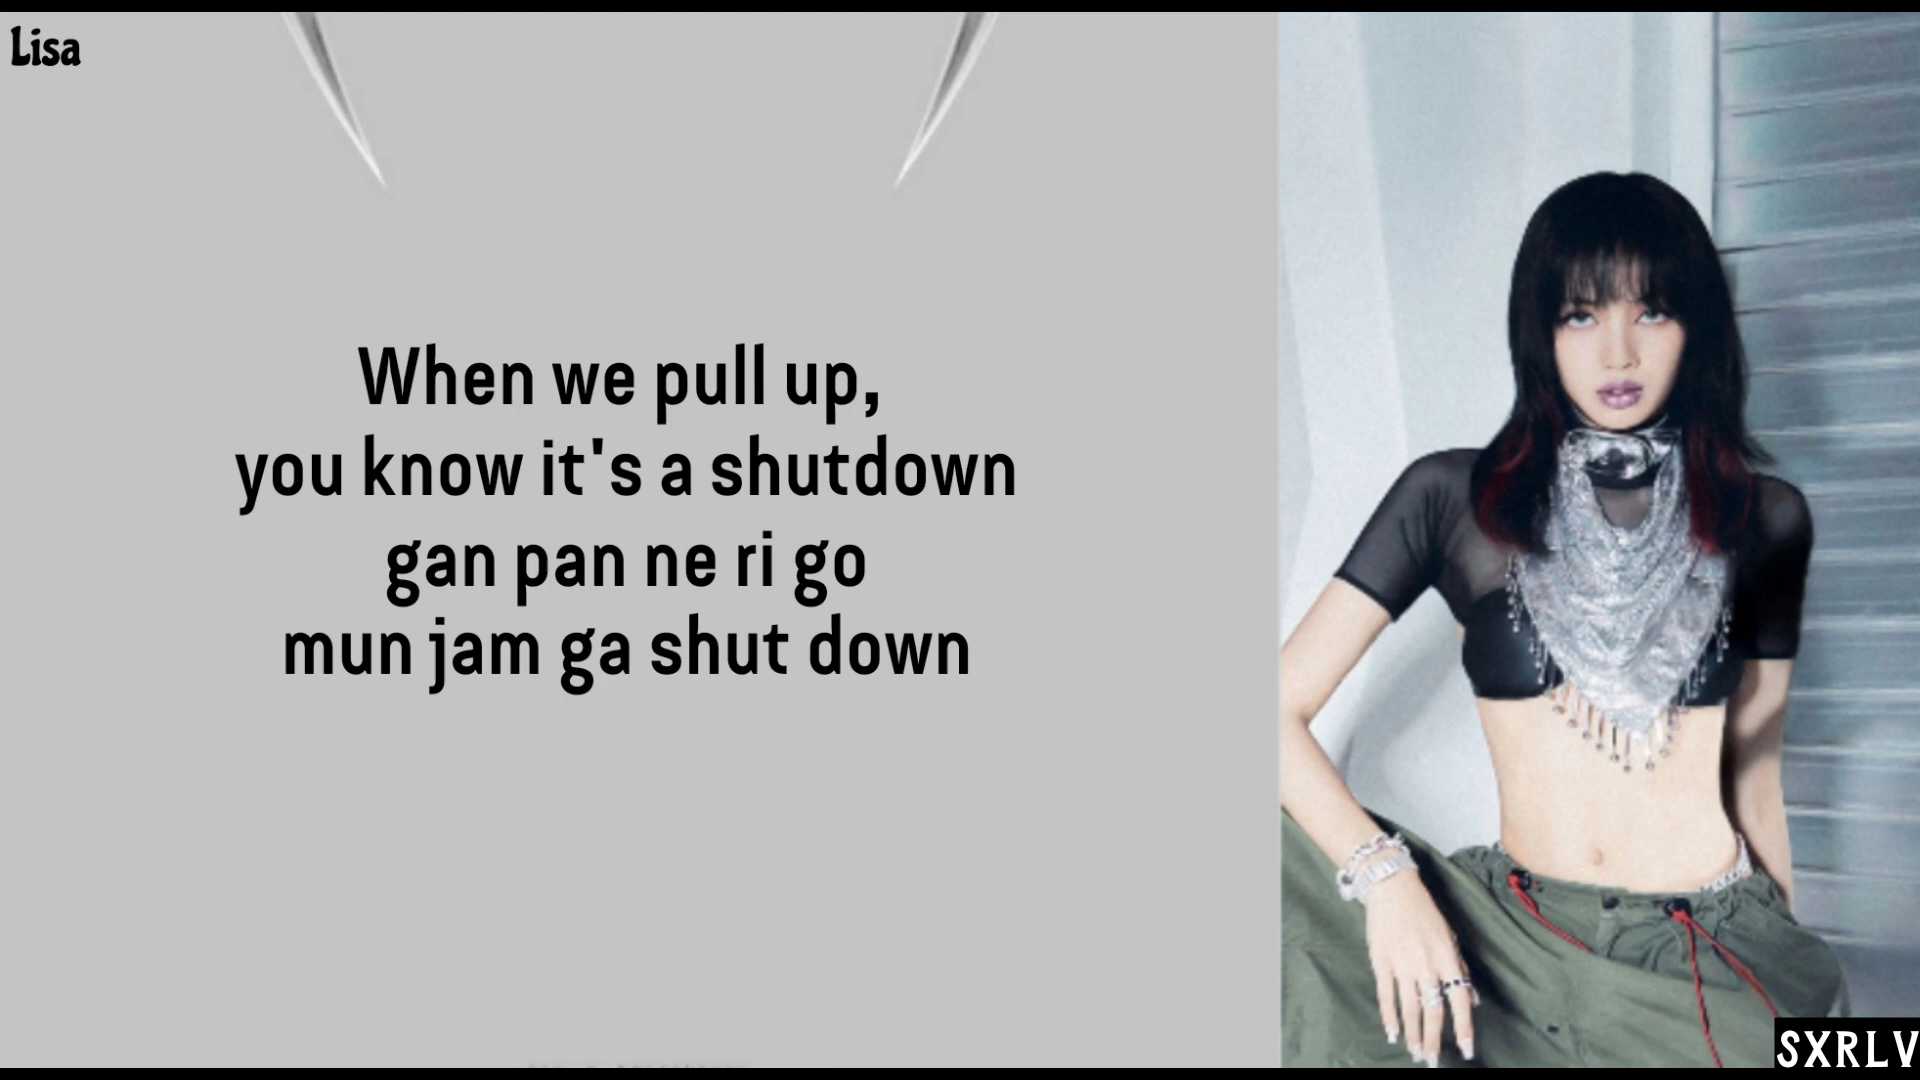 Lisa
When we pull up,
you know it's a shutdown
gan pan ne ri go
mun jam ga shut down
SXRLV